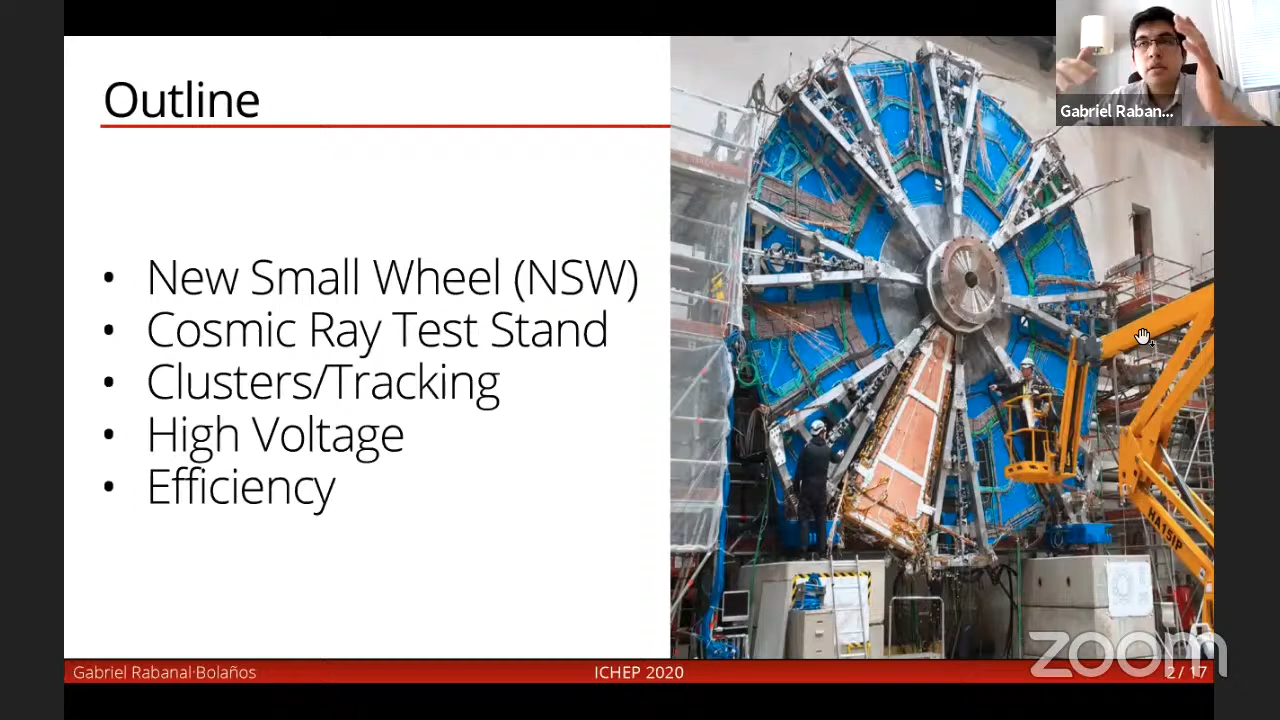 Outline
Gabriel Raban...
• New Small Wheel (NSW)
• Cosmic Ray Test Stand
• Clusters/Tracking
• High Voltage
• Efficiency
HA15IP
zoom
Gabriel Rabanal·Bolaños
ICHEP 2020
2 / 17